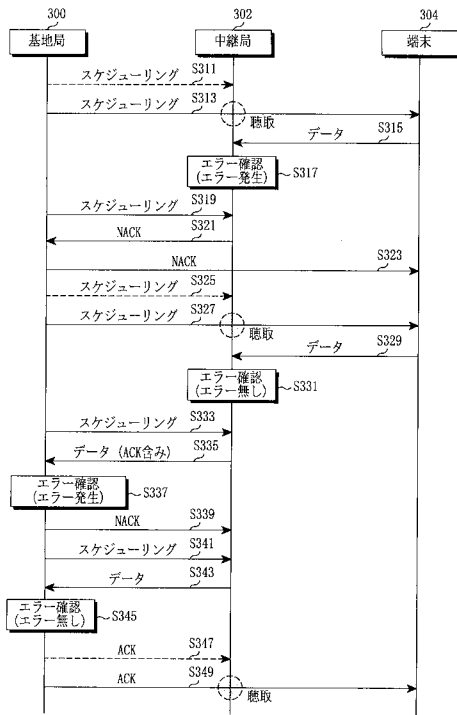 300
302
304
基地局
中継局
端末
スケジューリング
S311
スケジューリング
S313
聴取
データ
S315
エラー確認
(エラー発生)
S317
スケジューリング
S319
NACK
S321
NACK
S323
スケジューリング
S325
スケジューリング
S327
聴取
データ
S329
エラー確認
(エラー無し)
S331
スケジューリング
S333
データ (ACK含み)
S335
エラー確認
(エラー発生)
S337
NACK
S339
スケジューリング
S341
データ
S343
エラー確認
(エラー無し)
S345
ACK
S347
ACK
S349
聴取